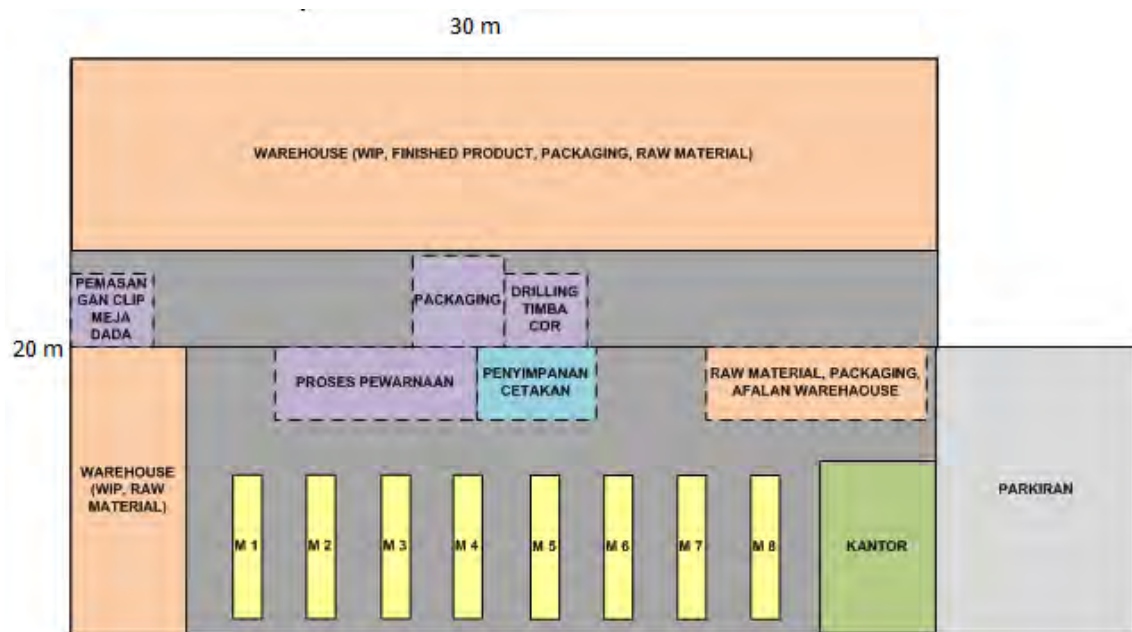 30 m
WAREHOUSE (WIP, FINISHED PRODUCT, PACKAGING, RAW MATERIAL)
PEMASAN
GAN CLIP
MEJA
DADA
PACKAGING
DRILLING
TIMBA
COR
20 m
PROSES PEWARNAAN
PENYIMPANAN
CETAKAN
RAW MATERIAL, PACKAGING,
AFALAN WAREHAOUSE
WAREHOUSE
(WIP, RAW
MATERIAL)
M 1
M 2
M 3
M 4
M 5
M 6
M 7
M 8
KANTOR
PARKIRAN